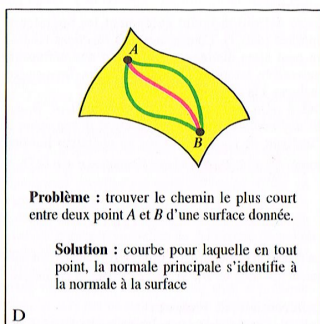 A
B
Problème : trouver le chemin le plus court
entre deux point A et B d'une surface donnée.
Solution : courbe pour laquelle en tout
point, la normale principale s'identifie à
la normale à la surface
D